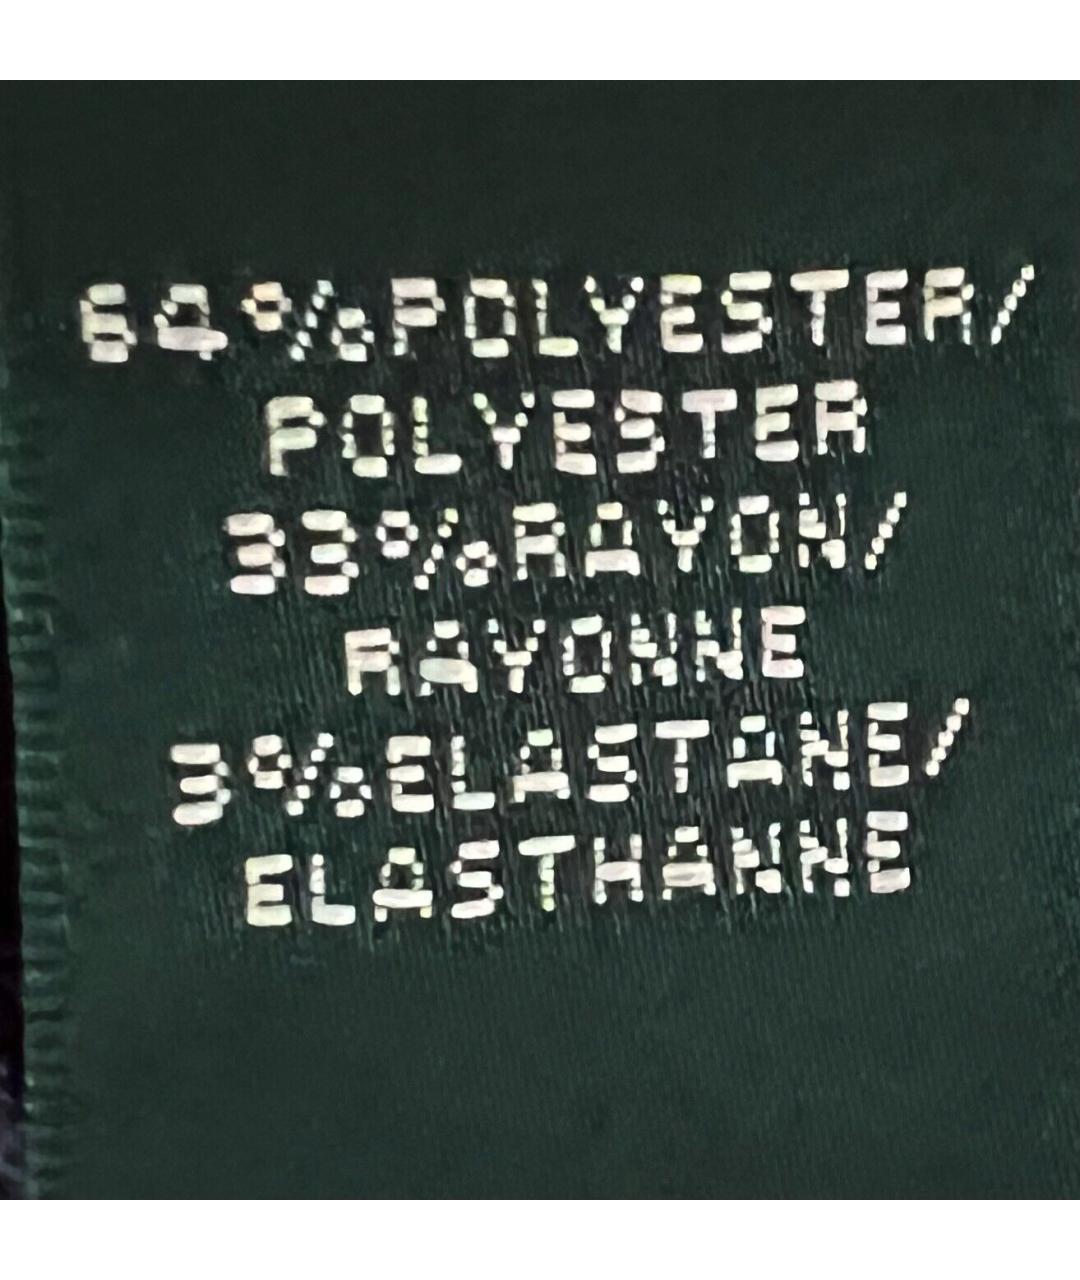 64%POLYESTER/
POLYESTER
33%RAYON/
RAYONNE
3%ELASTANE/
ELASTHANNE